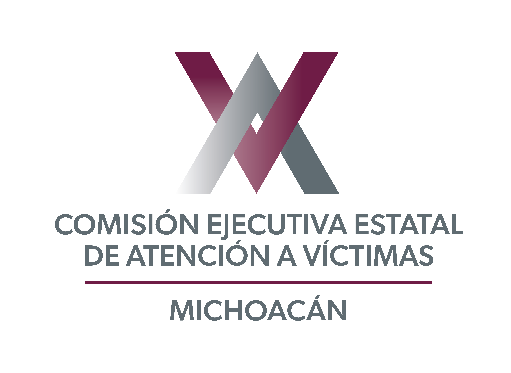 COMISIÓN EJECUTIVA ESTATAL
DE ATENCIÓN A VÍCTIMAS
MICHOACÁN